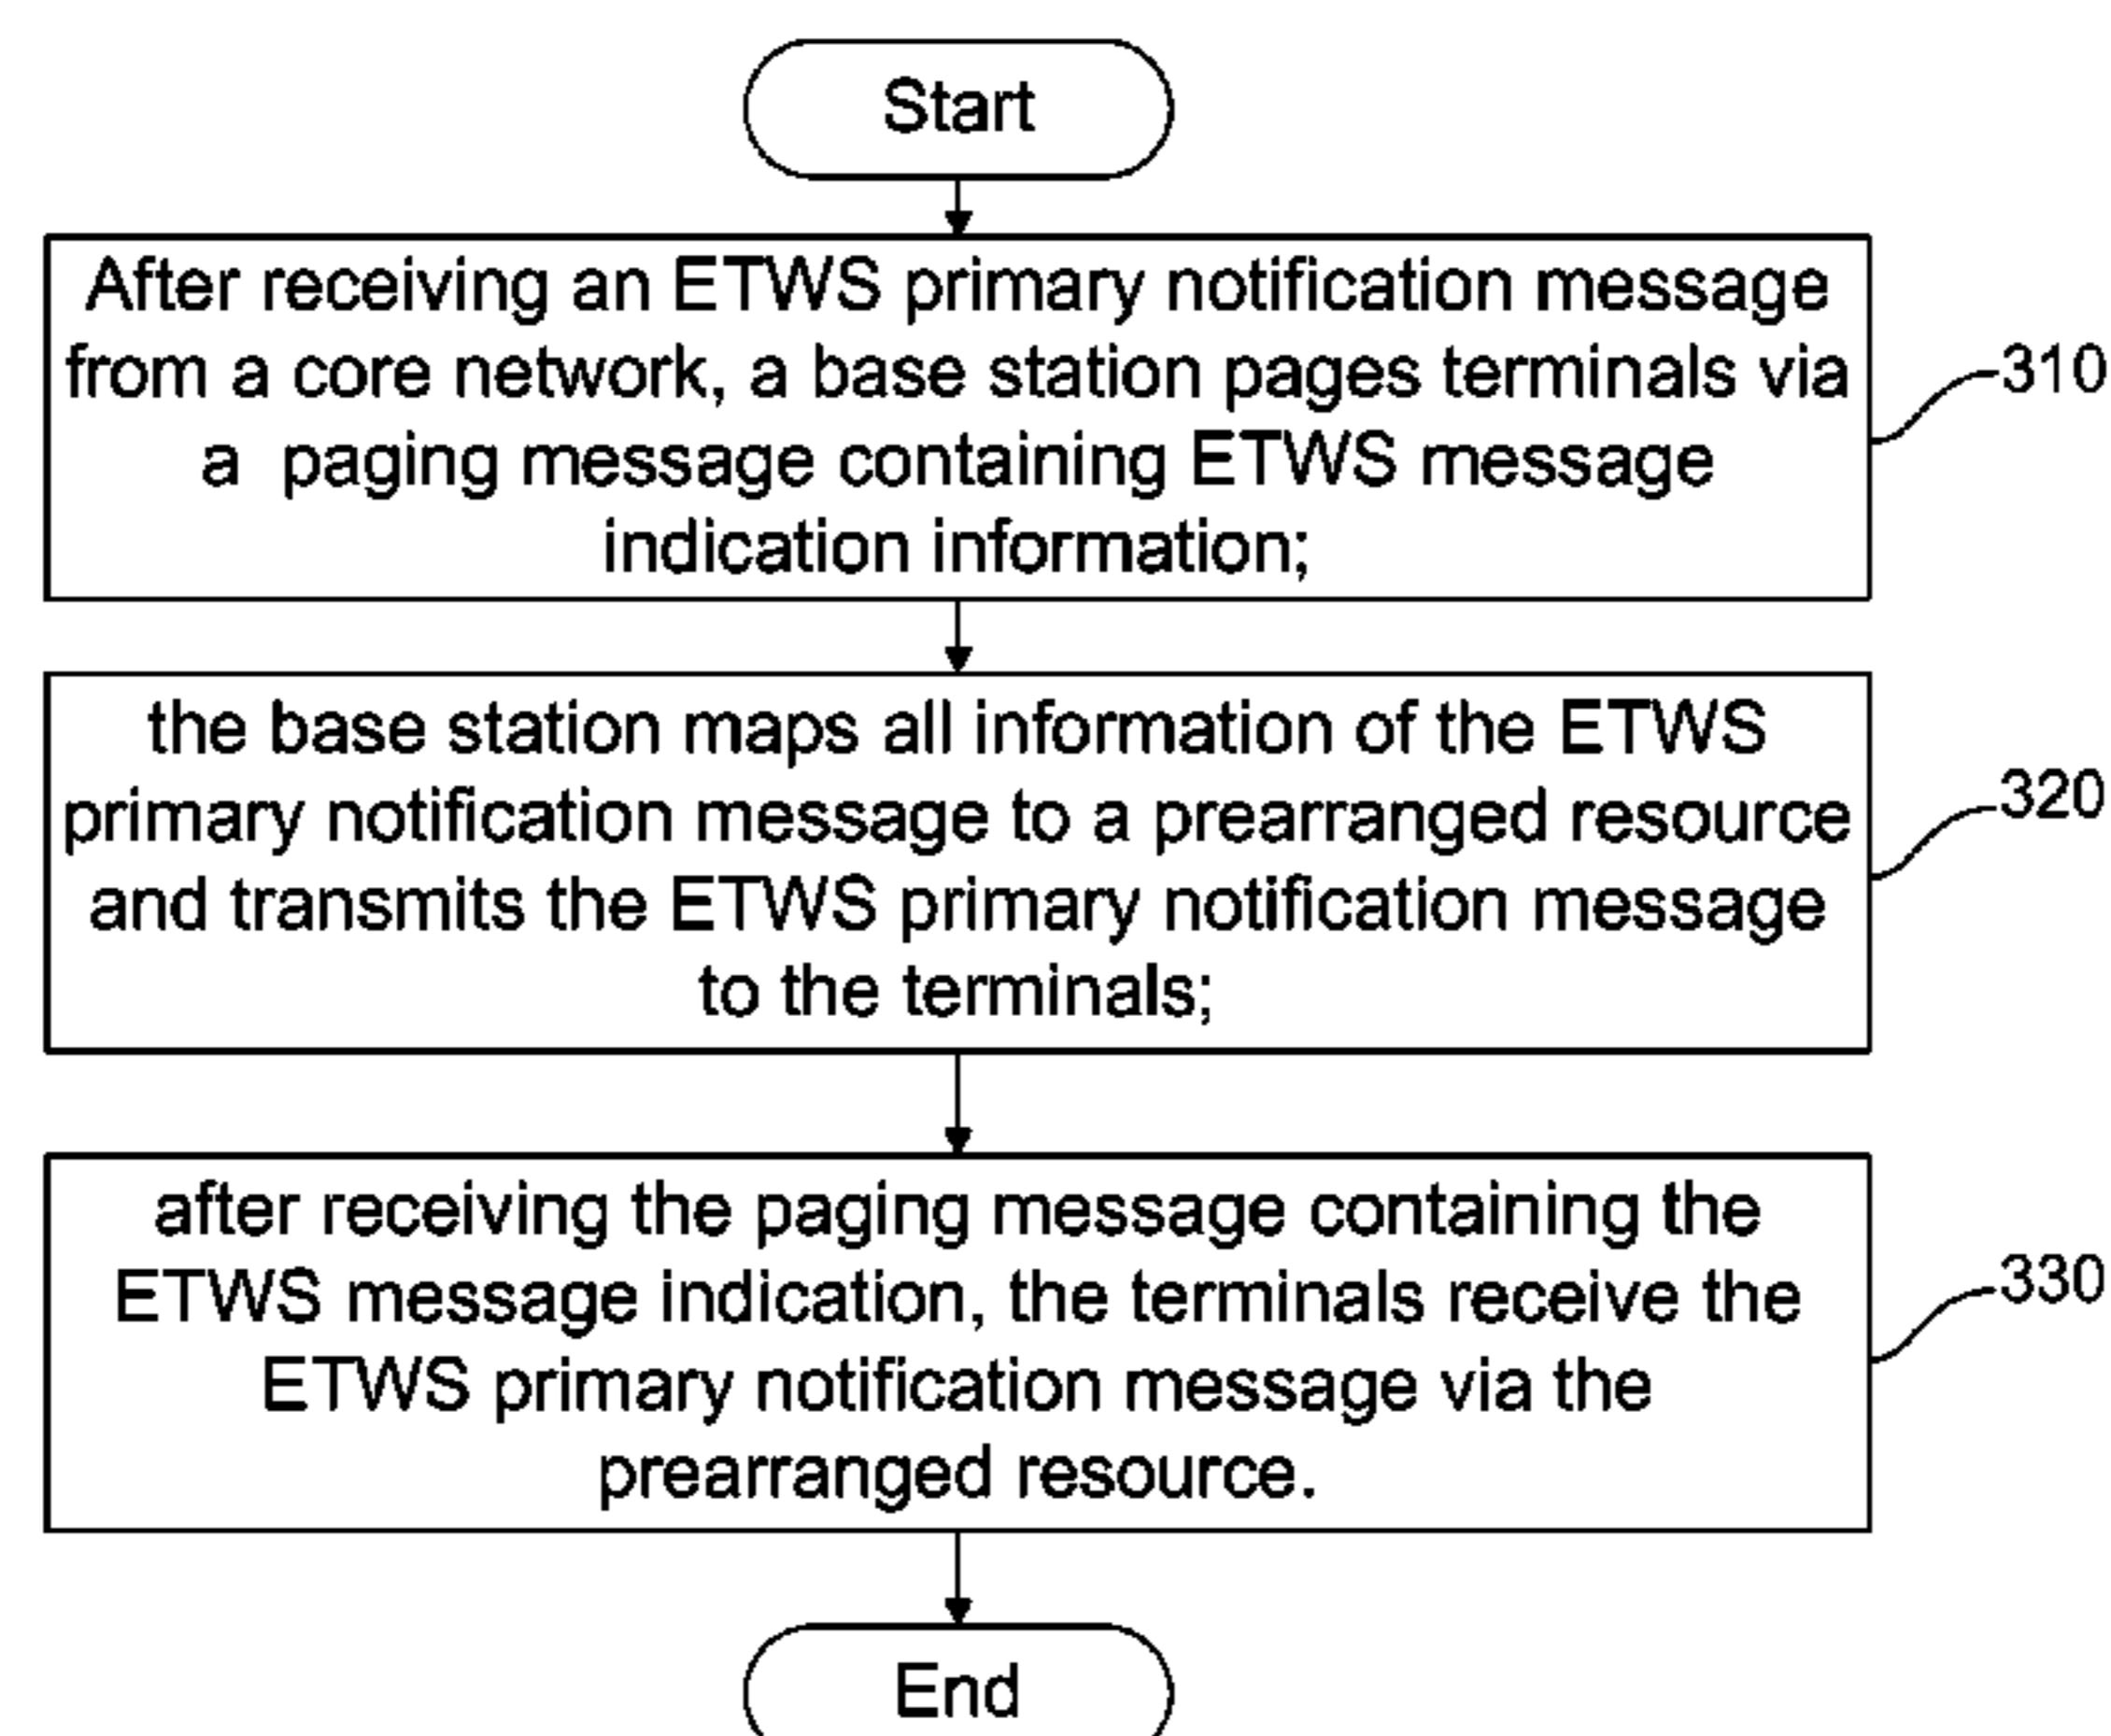 Start
After receiving an ETWS primary notification message
from a core network, a base station pages terminals via
a paging message containing ETWS message
indication information;
310
the base station maps all information of the ETWS
primary notification message to a prearranged resource
and transmits the ETWS primary notification message
to the terminals;
320
after receiving the paging message containing the
ETWS message indication, the terminals receive the
ETWS primary notification message via the
prearranged resource.
330
End